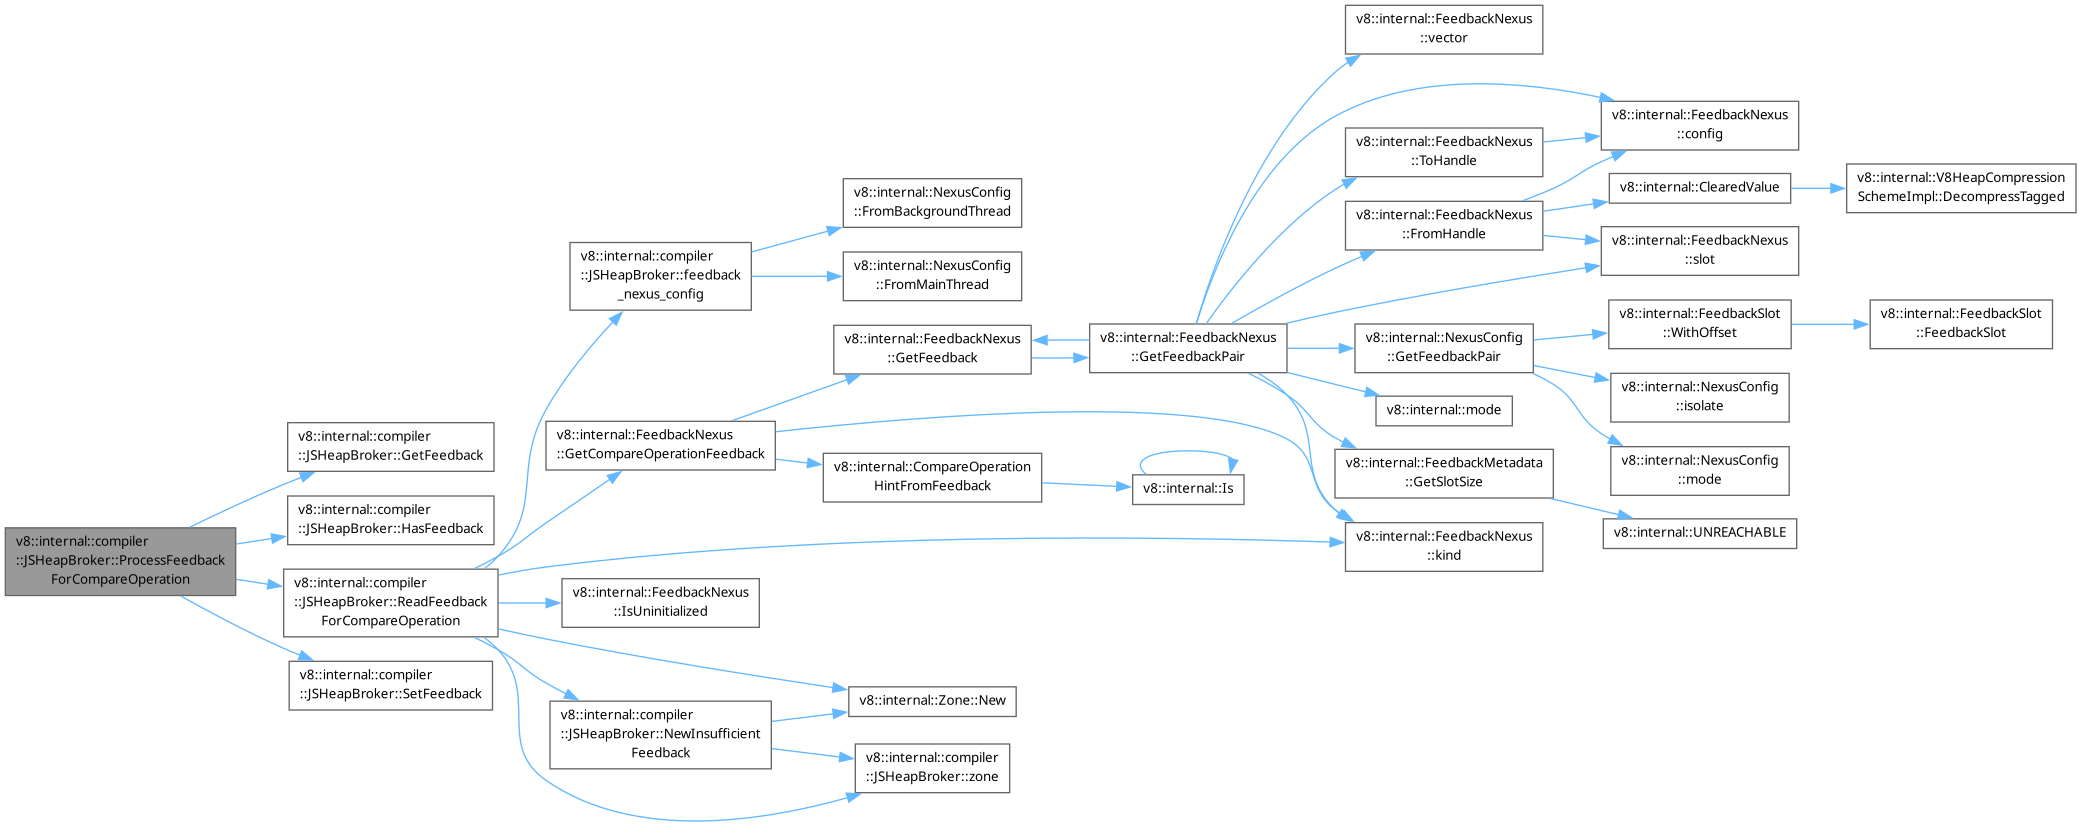 v8::internal::compiler
::JSHeapBroker::ProcessFeedback
ForCompareOperation
v8::internal::compiler
::JSHeapBroker::GetFeedback
v8::internal::compiler
::JSHeapBroker::HasFeedback
v8::internal::compiler
::JSHeapBroker::ReadFeedback
ForCompareOperation
v8::internal::compiler
::JSHeapBroker::SetFeedback
v8::internal::compiler
::JSHeapBroker::feedback
_nexus_config
v8::internal::FeedbackNexus
::GetCompareOperationFeedback
v8::internal::FeedbackNexus
::IsUninitialized
v8::internal::compiler
::JSHeapBroker::NewInsufficient
Feedback
v8::internal::NexusConfig
::FromBackgroundThread
v8::internal::NexusConfig
::FromMainThread
v8::internal::FeedbackNexus
::GetFeedback
v8::internal::CompareOperation
HintFromFeedback
v8::internal::Zone::New
v8::internal::compiler
::JSHeapBroker::zone
v8::internal::FeedbackNexus
::GetFeedbackPair
v8::internal::Is
v8::internal::FeedbackNexus
::vector
v8::internal::FeedbackNexus
::ToHandle
v8::internal::FeedbackNexus
::FromHandle
v8::internal::NexusConfig
::GetFeedbackPair
v8::internal::mode
v8::internal::FeedbackMetadata
::GetSlotSize
v8::internal::FeedbackNexus
::kind
v8::internal::FeedbackNexus
::config
v8::internal::ClearedValue
v8::internal::FeedbackNexus
::slot
v8::internal::FeedbackSlot
::WithOffset
v8::internal::NexusConfig
::isolate
v8::internal::NexusConfig
::mode
v8::internal::UNREACHABLE
v8::internal::V8HeapCompression
SchemeImpl::DecompressTagged
v8::internal::FeedbackSlot
::FeedbackSlot